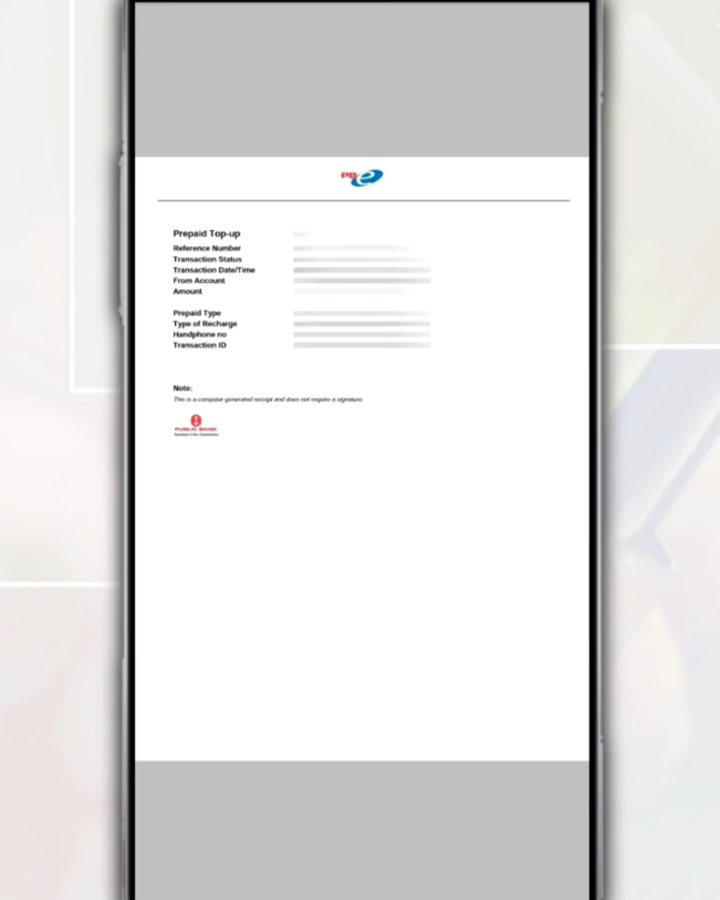 PBe
Prepaid Top-up
Reference Number
Transaction Status
Transaction Date/Time
From Account
Amount
Prepaid Type
Type of Recharge
Handphone no
Transaction ID
Note:
This is a computer generated receipt and does not require a signature.
PUBLIC BANK